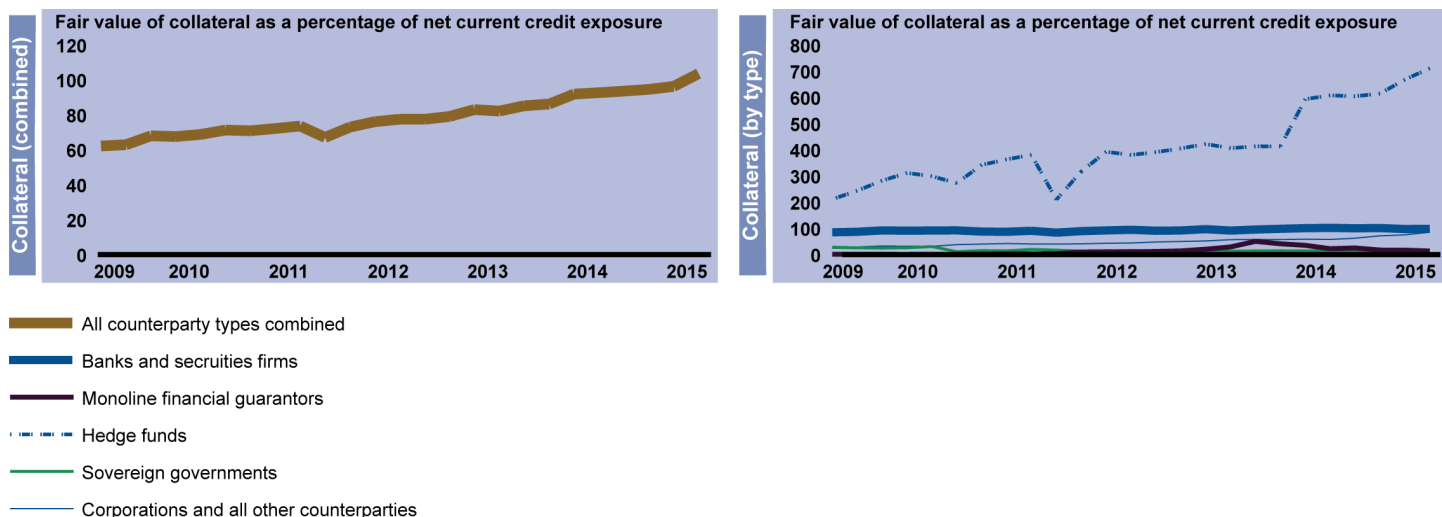 Collateral (combined)
Fair value of collateral as a percentage of net current credit exposure
120
100
80
60
40
20
0
2009 2010 2011 2012 2013 2014 2015
Collateral (by type)
Fair value of collateral as a percentage of net current credit exposure
800
700
600
500
400
300
200
100
0
2009 2010 2011 2012 2013 2014 2015
All counterparty types combined
Banks and secruities firms
Monoline financial guarantors
Hedge funds
Sovereign governments
Corporations and all other counterparties